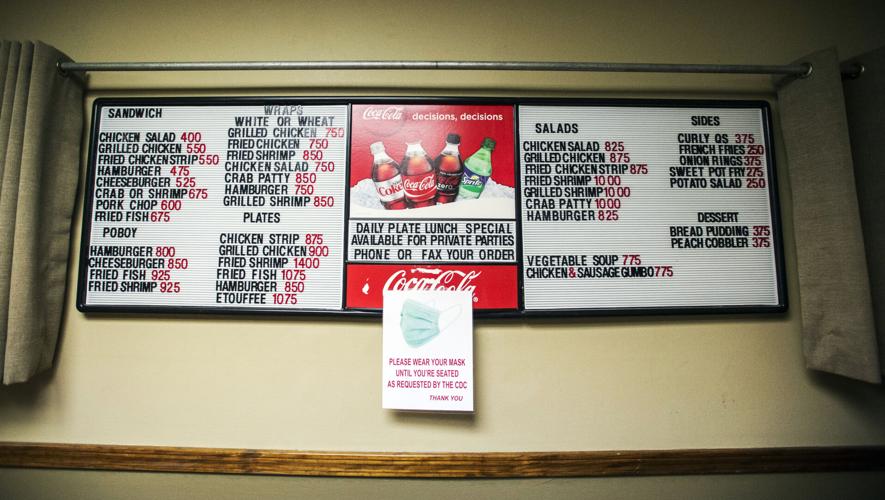 SANDWICH
CHICKEN SALAD 400
GRILLED CHICKEN 550
FRIED CHICKEN STRIP 550
HAMBURGER 475
CHEESEBURGER 525
CRAB OR SHRIMP 675
PORK CHOP 600
FRIED FISH 675
POBOY
HAMBURGER 800
CHEESEBURGER 850
FRIED FISH 925
FRIED SHRIMP 925
WRAPS
WHITE OR WHEAT
GRILLED CHICKEN 750
FRIED CHICKEN 750
FRIED SHRIMP 850
CHICKEN SALAD 750
CRAB PATTY 850
HAMBURGER 750
GRILLED SHRIMP 850
PLATES
CHICKEN STRIP 875
GRILLED CHICKEN 900
FRIED SHRIMP 1400
FRIED FISH 1075
HAMBURGER 850
ETOUFFEE 1075
Coca-Cola decisions, decisions
Coke
Coca-Cola
zero
Sprite
DAILY PLATE LUNCH SPECIAL
AVAILABLE FOR PRIVATE PARTIES
PHONE OR FAX YOUR ORDER
Coca-Cola®
PLEASE WEAR YOUR MASK
UNTIL YOU'RE SEATED
AS REQUESTED BY THE CDC
THANK YOU
SALADS
CHICKEN SALAD 825
GRILLED CHICKEN 875
FRIED CHICKEN STRIP 875
FRIED SHRIMP 1000
GRILLED SHRIMP 1000
CRAB PATTY 1000
HAMBURGER 825
VEGETABLE SOUP 775
CHICKEN & SAUSAGE GUMBO 775
SIDES
CURLY QS 375
FRENCH FRIES 250
ONION RINGS 375
SWEET POT FRY 275
POTATO SALAD 250
DESSERT
BREAD PUDDING 375
PEACH COBBLER 375